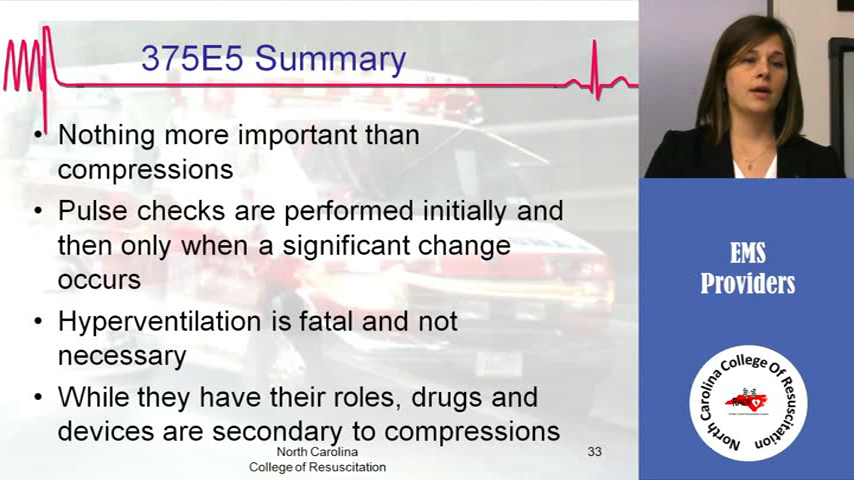 375E5 Summary
• Nothing more important than
compressions
• Pulse checks are performed initially and
then only when a significant change
occurs
• Hyperventilation is fatal and not
necessary
• While they have their roles, drugs and
devices are secondary to compressions
North Carolina
College of Resuscitation
33
EMS
Providers
North Carolina College Of Resuscitation